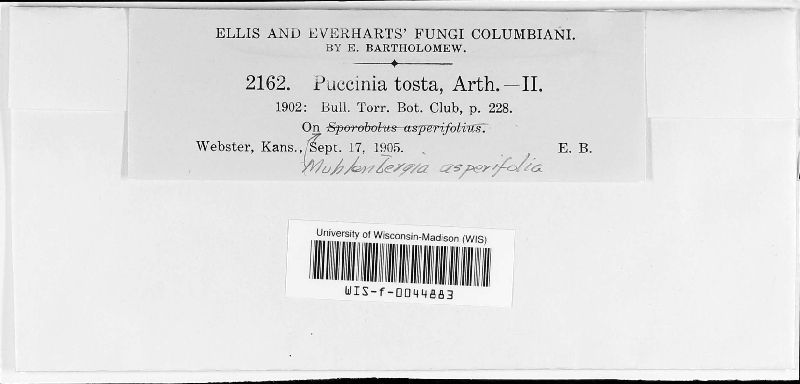 ELLIS AND EVERHARTS' FUNGI COLUMBIANI.
BY E. BARTHOLOMEW.
2162. Puccinia tosta, Arth.—II.
1902: Bull. Torr. Bot. Club, p. 228.
On Sporobolus asperifolius.
Webster, Kans., Sept. 17, 1905. E. B.
Muhlenbergia asperifolia
University of Wisconsin-Madison (WIS)
WIS-f-0044883